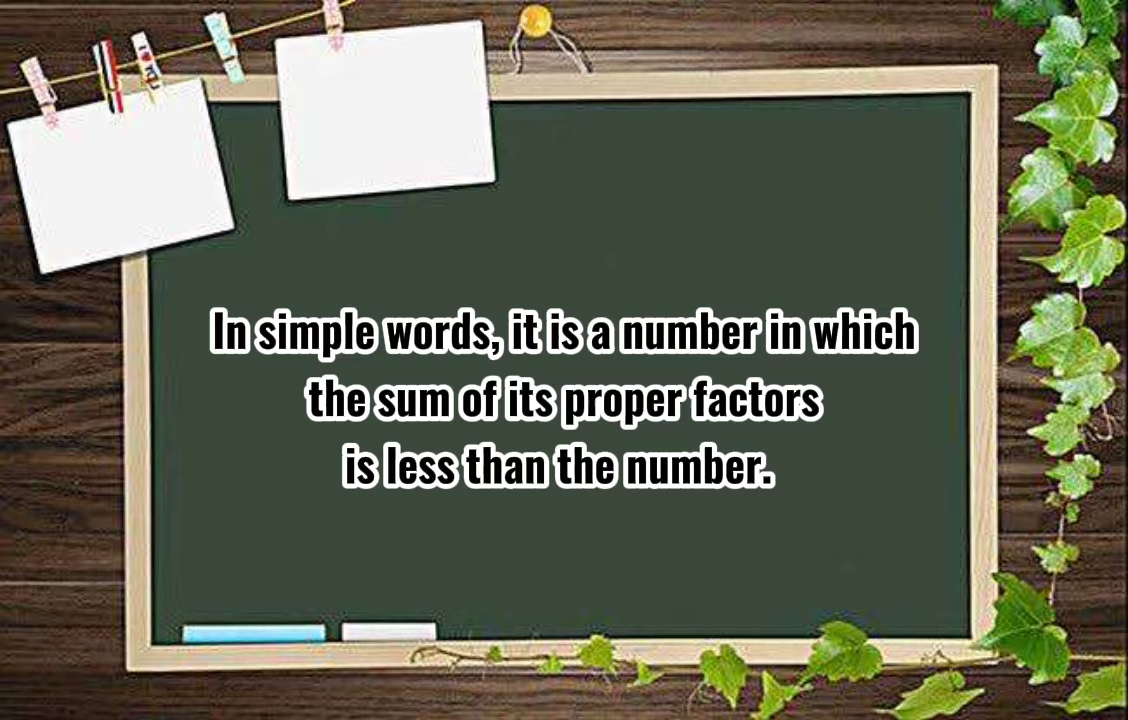 In simple words, it is a number in which
the sum of its proper factors
is less than the number.